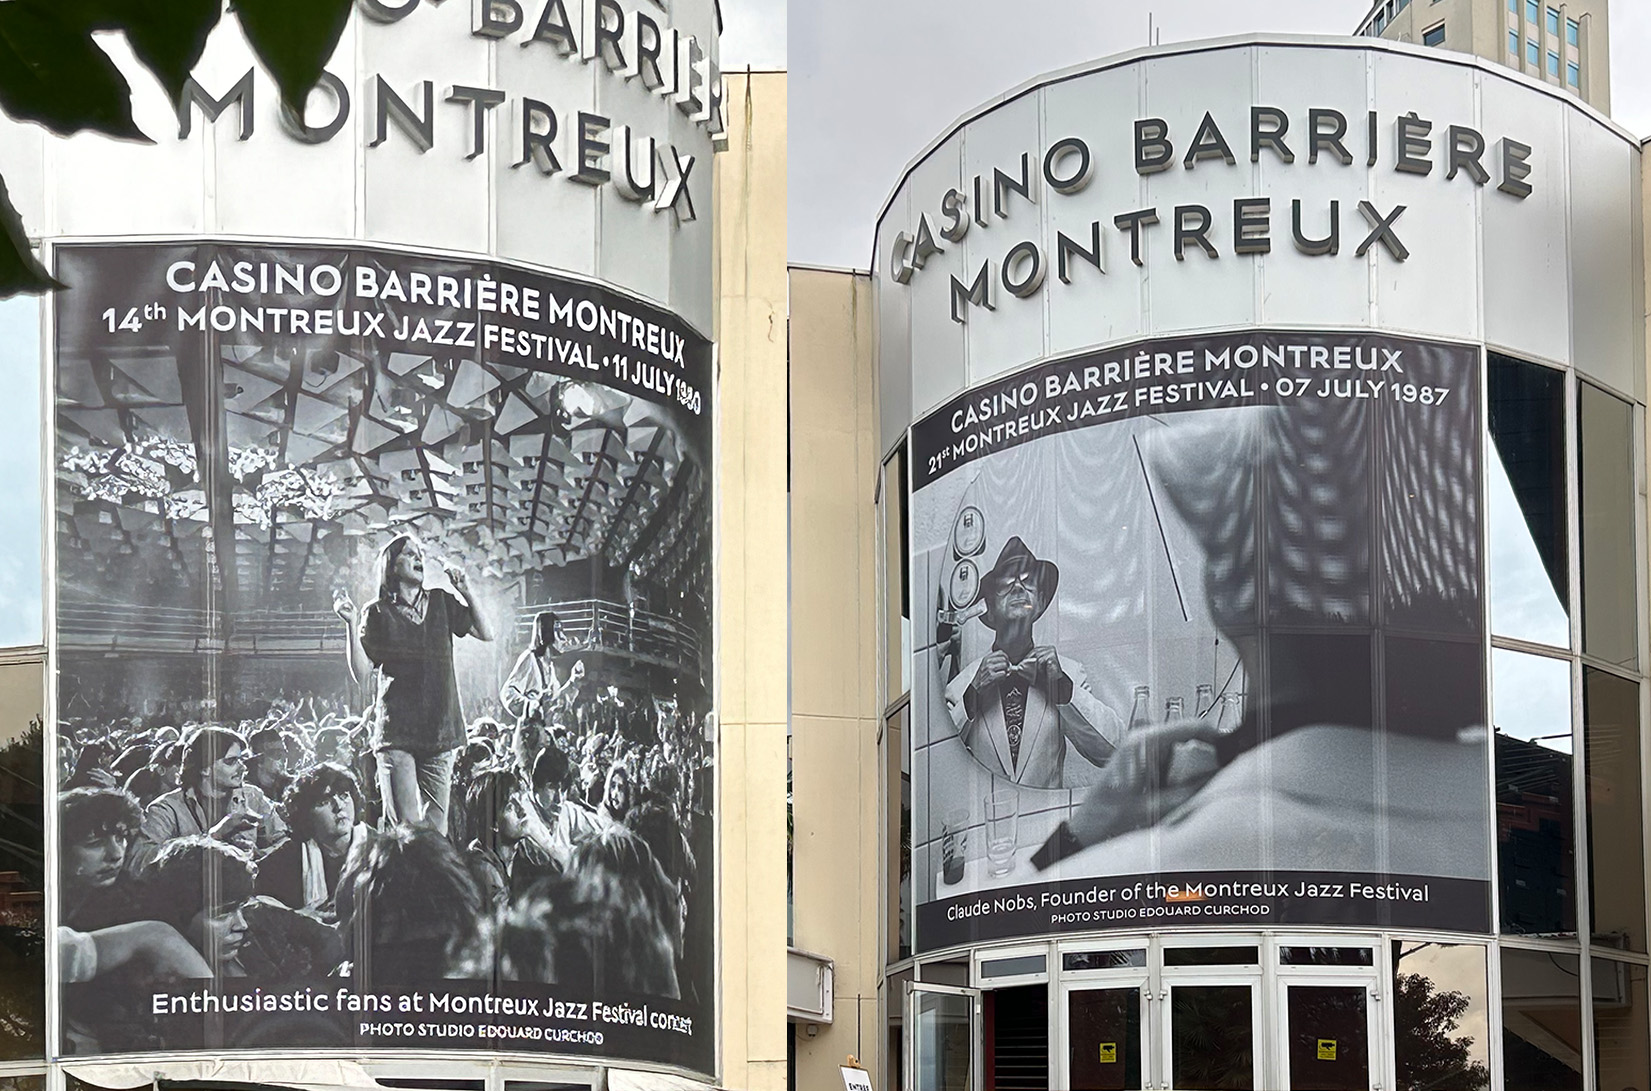 BARRIÈR
MONTREUX
CASINO BARRIÈRE MONTREUX
14th MONTREUX JAZZ FESTIVAL • 11 JULY 1980
Enthusiastic fans at Montreux Jazz Festival concert
PHOTO STUDIO EDOUARD CURCHOD
CASINO BARRIÈRE
MONTREUX
CASINO BARRIÈRE MONTREUX
21st MONTREUX JAZZ FESTIVAL • 07 JULY 1987
Claude Nobs, Founder of the Montreux Jazz Festival
PHOTO STUDIO EDOUARD CURCHOD
ENTRÉE